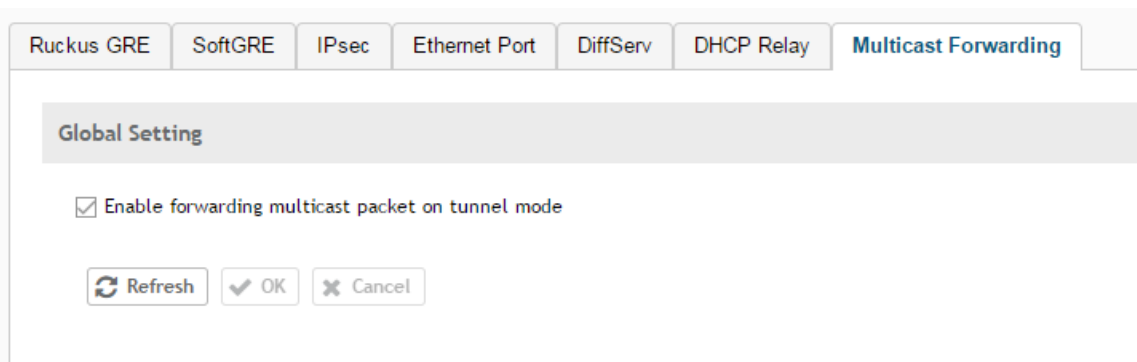 Ruckus GRE SoftGRE IPsec Ethernet Port DiffServ DHCP Relay Multicast Forwarding
Global Setting
Enable forwarding multicast packet on tunnel mode
Refresh OK Cancel